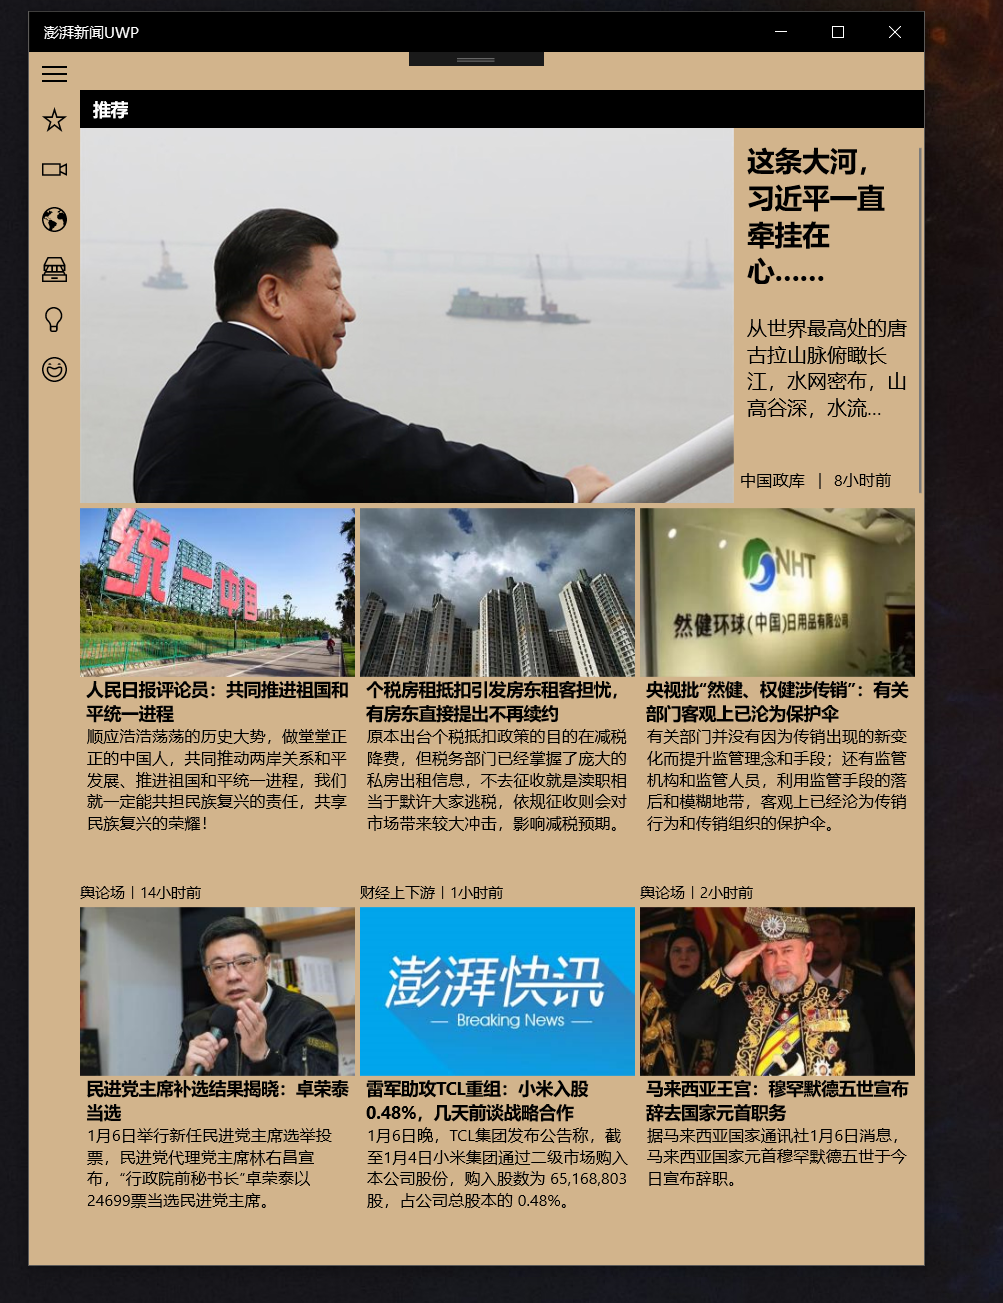 澎湃新闻UWP
推荐
这条大河，
习近平一直
牵挂在
心……
从世界最高处的唐
古拉山脉俯瞰长
江，水网密布，山
高谷深，水流...
中国政库 | 8小时前
统一中国
NHT
然健环球(中国)日用品有限公司
人民日报评论员：共同推进祖国和
平统一进程
顺应浩浩荡荡的历史大势，做堂堂正
正的中国人，共同推动两岸关系和平
发展、推进祖国和平统一进程，我们
就一定能共担民族复兴的责任，共享
民族复兴的荣耀！
舆论场 | 14小时前
个税房租抵扣引发房东租客担忧，
有房东直接提出不再续约
原本出台个税抵扣政策的目的在减税
降费，但税务部门已经掌握了庞大的
私房出租信息，不去征收就是渎职相
当于默许大家逃税，依规征收则会对
市场带来较大冲击，影响减税预期。
财经上下游 | 1小时前
央视批“然健、权健涉传销”：有关
部门客观上已沦为保护伞
有关部门并没有因为传销出现的新变
化而提升监管理念和手段；还有监管
机构和监管人员，利用监管手段的落
后和模糊地带，客观上已经沦为传销
行为和传销组织的保护伞。
舆论场 | 2小时前
澎湃快讯
Breaking News
民进党主席补选结果揭晓：卓荣泰
当选
1月6日举行新任民进党主席选举投
票，民进党代理党主席林右昌宣
布，“行政院前秘书长”卓荣泰以
24699票当选民进党主席。
雷军助攻TCL重组：小米入股
0.48%，几天前谈战略合作
1月6日晚，TCL集团发布公告称，截
至1月4日小米集团通过二级市场购入
本公司股份，购入股数为 65,168,803
股，占公司总股本的 0.48%。
马来西亚王宫：穆罕默德五世宣布
辞去国家元首职务
据马来西亚国家通讯社1月6日消息，
马来西亚国家元首穆罕默德五世于今
日宣布辞职。